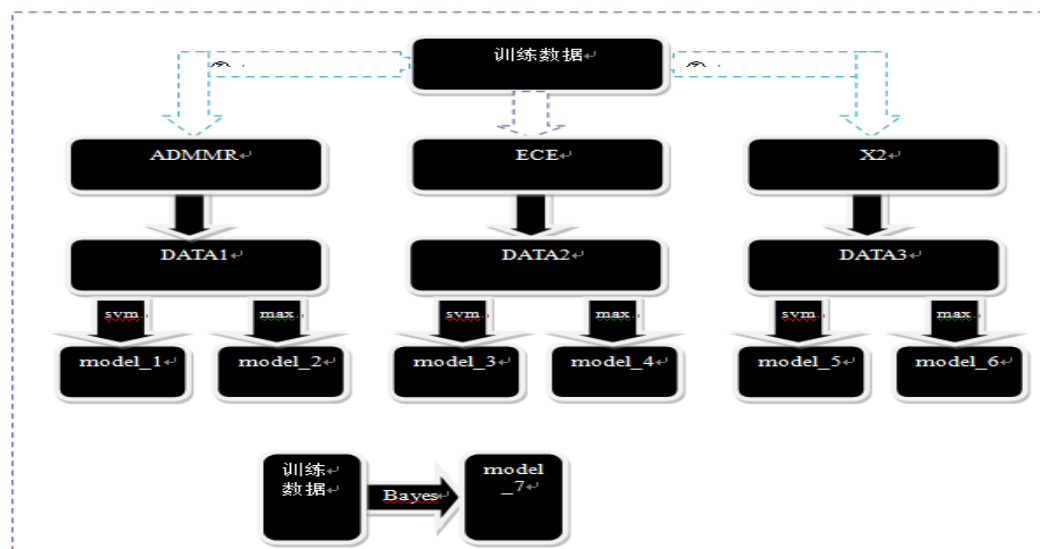 训练数据
ADMMR
ECE
X2
DATA1
DATA2
DATA3
svm
max
svm
max
svm
max
model_1
model_2
model_3
model_4
model_5
model_6
训练
数据
Bayes
model
_7